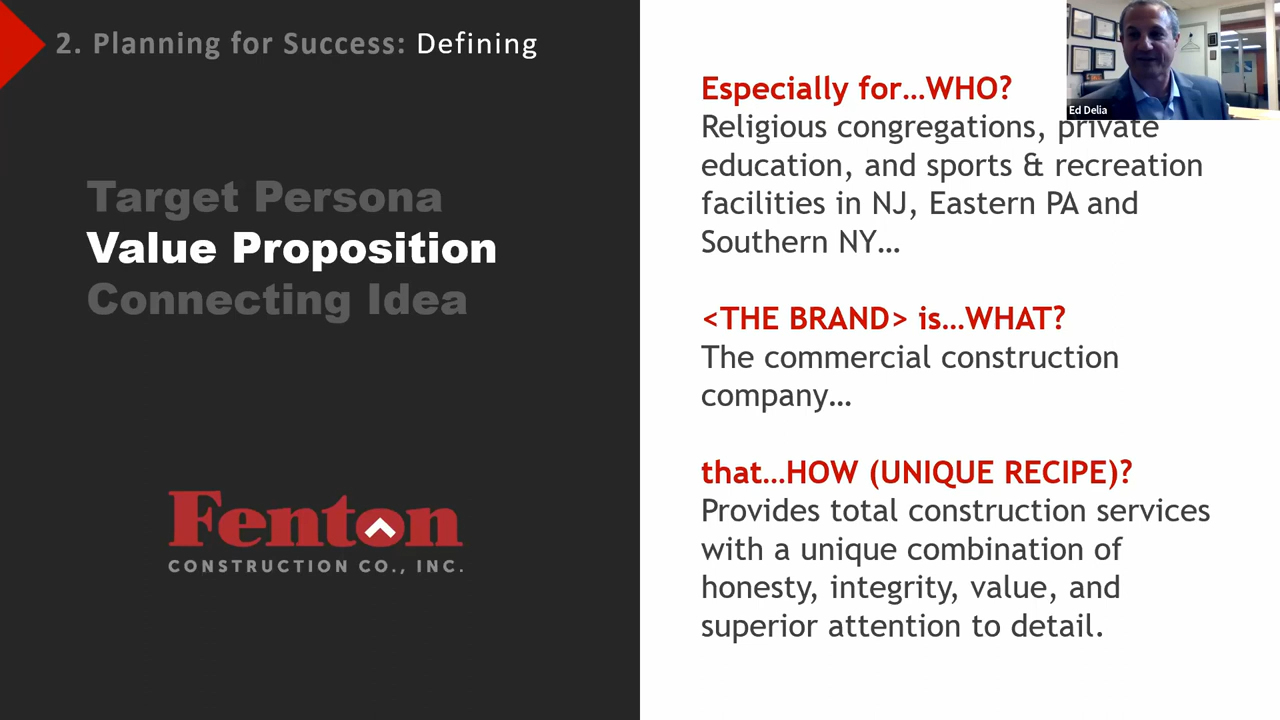 2. Planning for Success: Defining
Target Persona
Value Proposition
Connecting Idea
Fenton
CONSTRUCTION CO., INC.
Especially for...WHO?
Religious congregations, private
education, and sports & recreation
facilities in NJ, Eastern PA and
Southern NY...
<THE BRAND> is...WHAT?
The commercial construction
company...
that...HOW (UNIQUE RECIPE)?
Provides total construction services
with a unique combination of
honesty, integrity, value, and
superior attention to detail.
Ed Delia